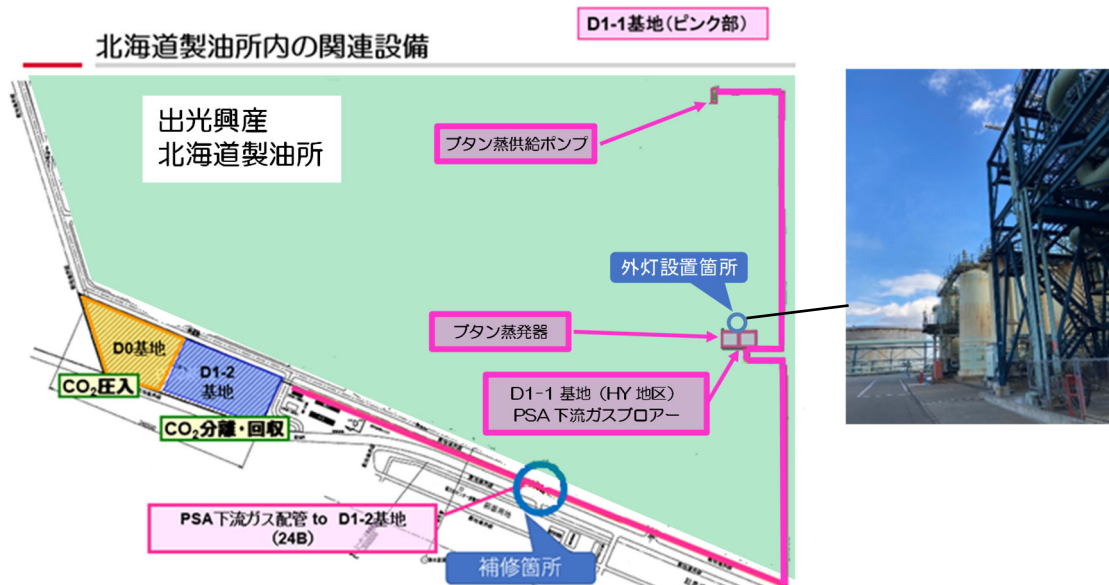 D1-1基地（ピンク部）
北海道製油所内の関連設備
出光興産
北海道製油所
ブタン蒸供給ポンプ
外灯設置箇所
ブタン蒸発器
D0基地
D1-2
基地
CO₂圧入
CO₂分離・回収
D1-1 基地（HY 地区）
PSA 下流ガスブロアー
PSA下流ガス配管 to D1-2基地
（24B）
補修箇所